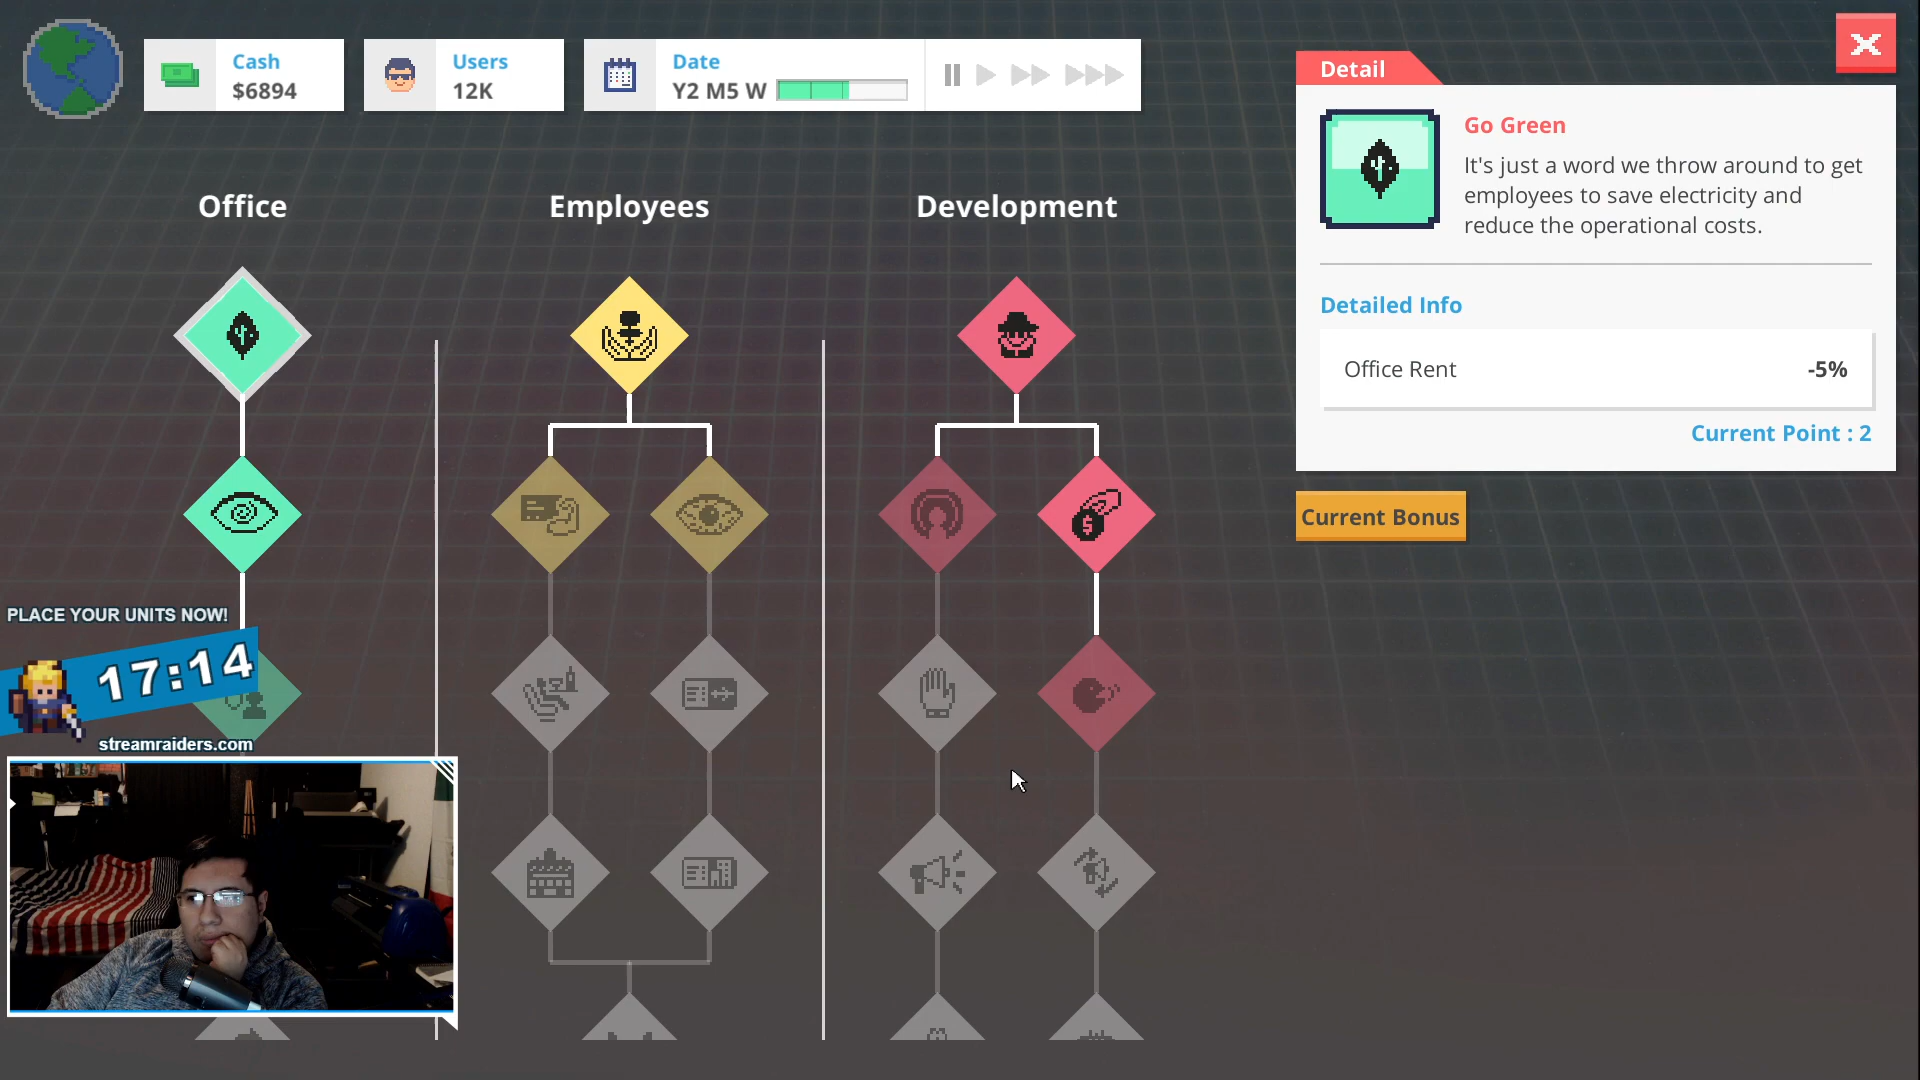 Cash
$6894
Users
12K
Date
Y2 M5 W
Detail
Go Green
It's just a word we throw around to get
employees to save electricity and
reduce the operational costs.
Detailed Info
Office Rent -5%
Current Point : 2
Current Bonus
Office Employees Development
PLACE YOUR UNITS NOW!
17:14
streamraiders.com